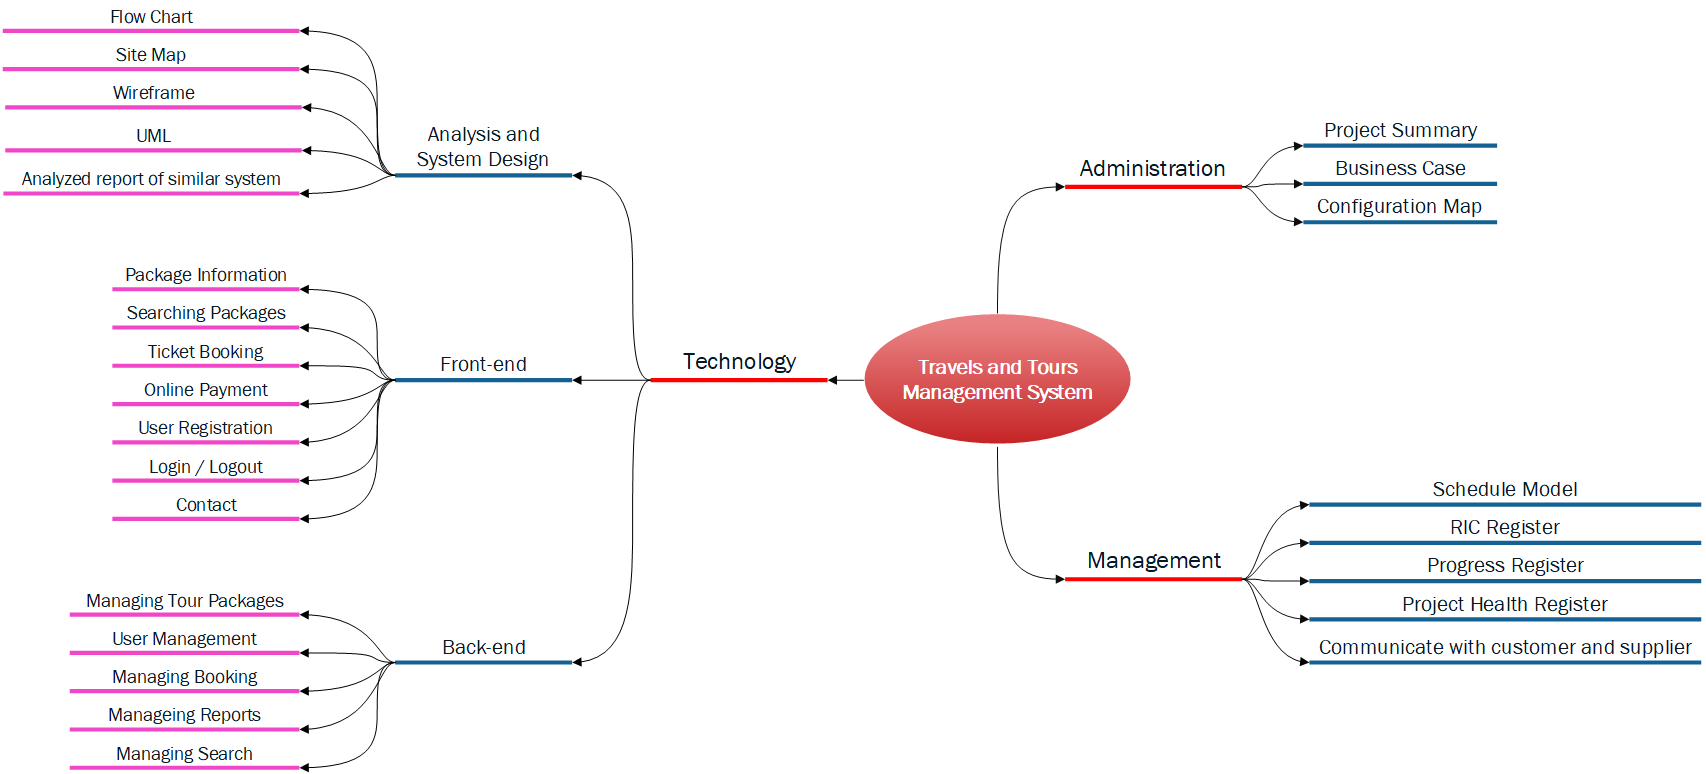 Flow Chart
Site Map
Wireframe
UML
Analyzed report of similar system
Analysis and
System Design
Package Information
Searching Packages
Ticket Booking
Online Payment
User Registration
Login / Logout
Contact
Front-end
Managing Tour Packages
User Management
Managing Booking
Manageing Reports
Managing Search
Back-end
Technology
Travels and Tours
Management System
Administration
Project Summary
Business Case
Configuration Map
Management
Schedule Model
RIC Register
Progress Register
Project Health Register
Communicate with customer and supplier